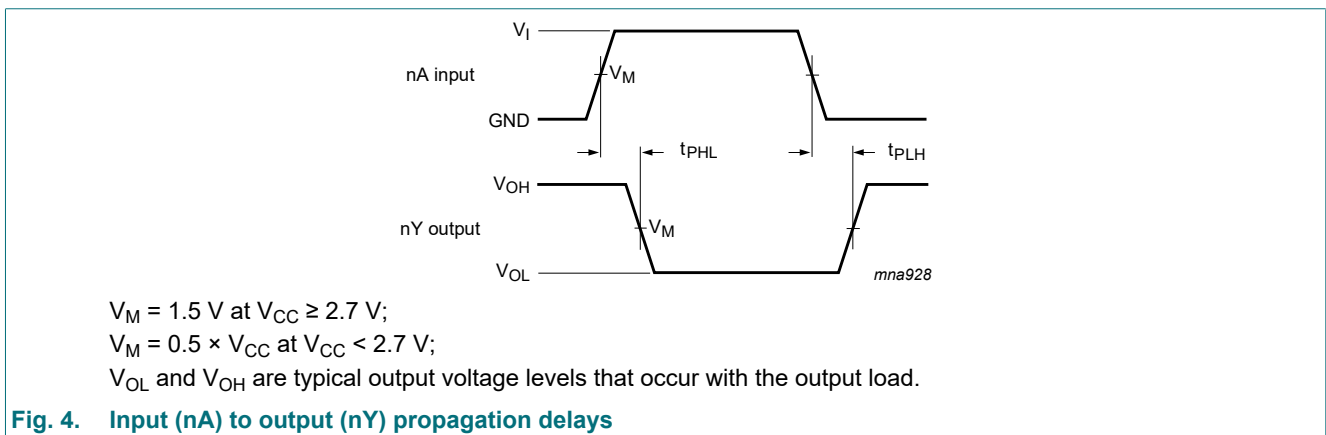 V_I
nA input
V_M
GND
t_PHL
t_PLH
V_OH
nY output
V_M
V_OL
mna928
V_M = 1.5 V at V_CC ≥ 2.7 V;
V_M = 0.5 × V_CC at V_CC < 2.7 V;
V_OL and V_OH are typical output voltage levels that occur with the output load.
Fig. 4. Input (nA) to output (nY) propagation delays